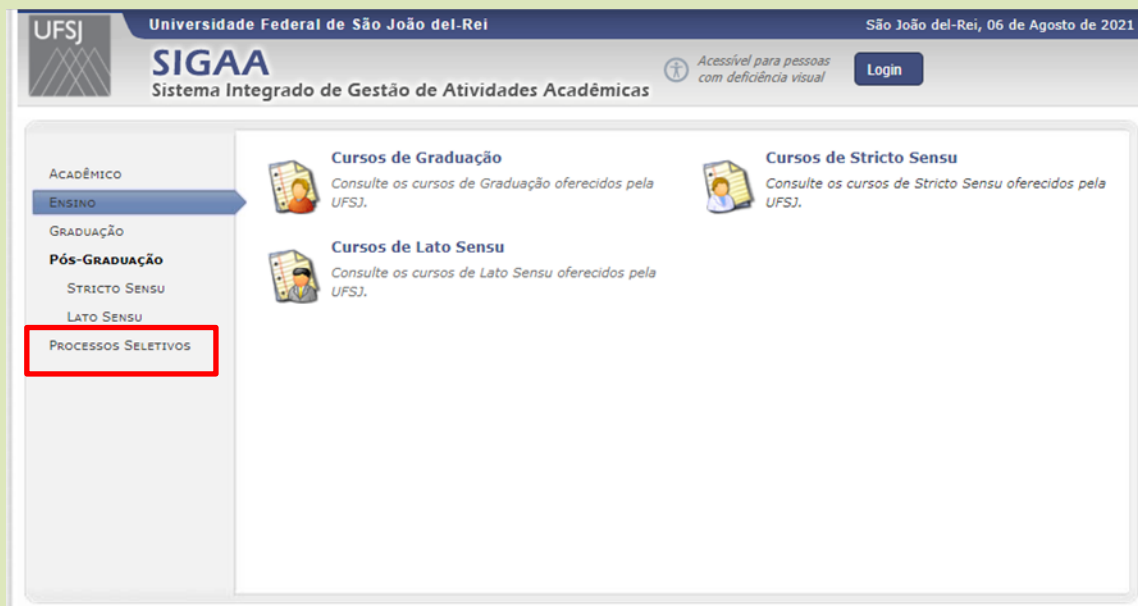 UFSJ
Universidade Federal de São João del-Rei
São João del-Rei, 06 de Agosto de 2021
SIGAA
Sistema Integrado de Gestão de Atividades Acadêmicas
Acessível para pessoas
com deficiência visual
Login
Acadêmico
Ensino
Graduação
Pós-Graduação
Stricto Sensu
Lato Sensu
Processos Seletivos
Cursos de Graduação
Consulte os cursos de Graduação oferecidos pela
UFSJ.
Cursos de Stricto Sensu
Consulte os cursos de Stricto Sensu oferecidos pela
UFSJ.
Cursos de Lato Sensu
Consulte os cursos de Lato Sensu oferecidos pela
UFSJ.